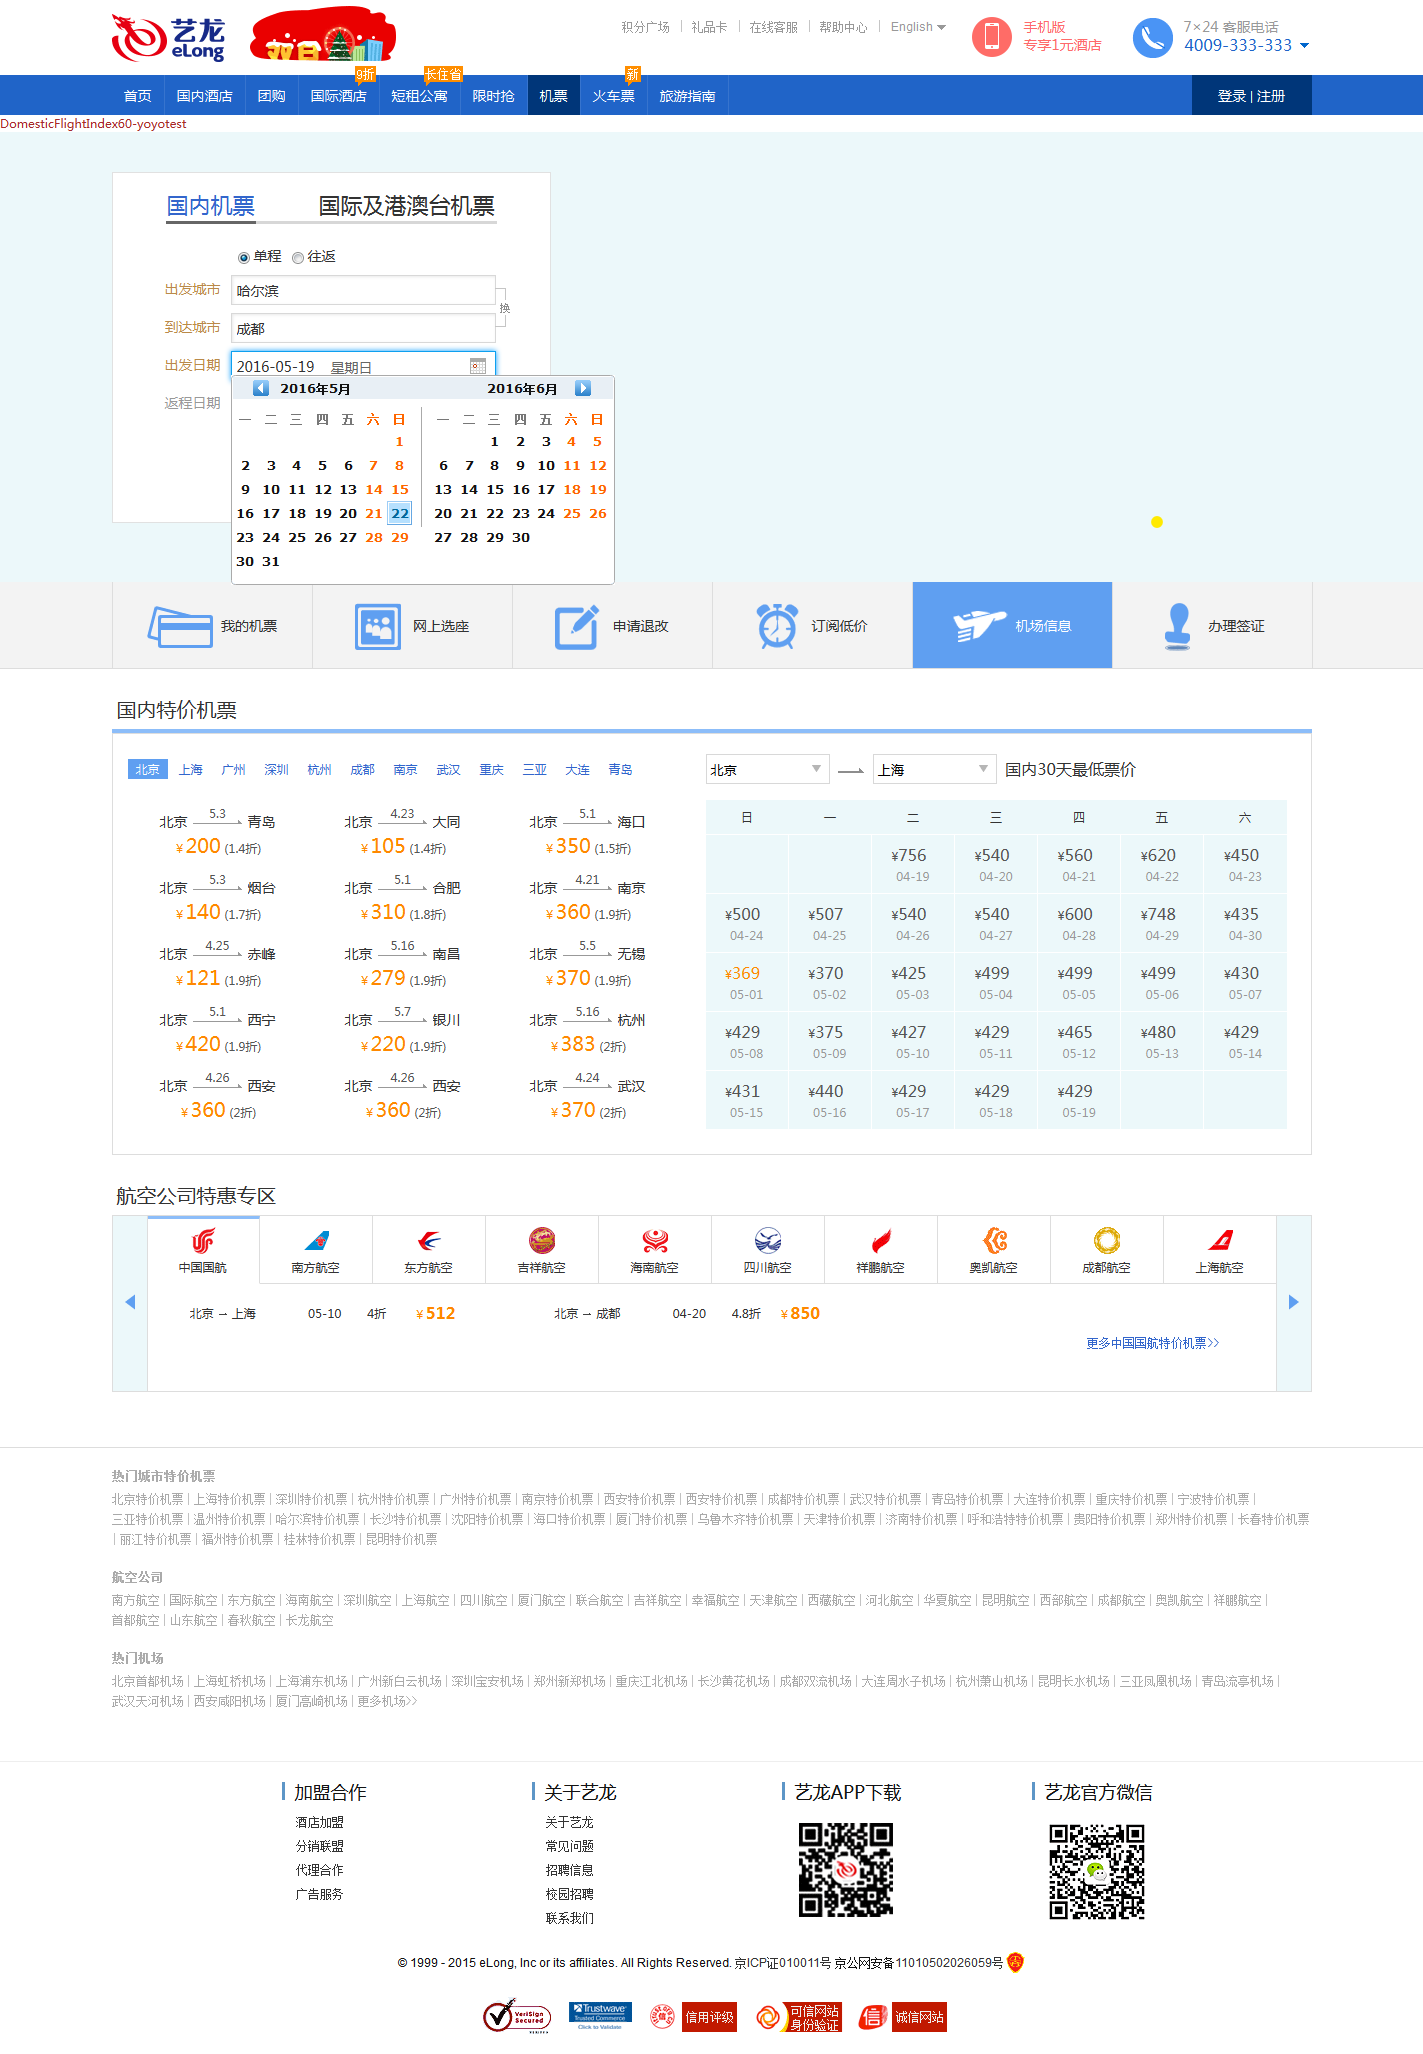 艺龙
eLong
双旦
积分广场 礼品卡 在线客服 帮助中心 English
手机版
专享1元酒店
7×24 客服电话
4009-333-333
9折 长住省 新
首页 国内酒店 团购 国际酒店 短租公寓 限时抢 机票 火车票 旅游指南 登录 | 注册
DomesticFlightIndex60-yoyotest
国内机票 国际及港澳台机票
单程 往返
出发城市 哈尔滨
换
到达城市 成都
出发日期 2016-05-19 星期日
返程日期
2016年5月 2016年6月
一 二 三 四 五 六 日 一 二 三 四 五 六 日
1 1 2 3 4 5
2 3 4 5 6 7 8 6 7 8 9 10 11 12
9 10 11 12 13 14 15 13 14 15 16 17 18 19
16 17 18 19 20 21 22 20 21 22 23 24 25 26
23 24 25 26 27 28 29 27 28 29 30
30 31
我的机票 网上选座 申请退改 订阅低价 机场信息 办理签证
国内特价机票
北京 上海 广州 深圳 杭州 成都 南京 武汉 重庆 三亚 大连 青岛
北京 上海 国内30天最低票价
北京 5.3 青岛 北京 4.23 大同 北京 5.1 海口
¥200 (1.4折) ¥105 (1.4折) ¥350 (1.5折)
北京 5.3 烟台 北京 5.1 合肥 北京 4.21 南京
¥140 (1.7折) ¥310 (1.8折) ¥360 (1.9折)
北京 4.25 赤峰 北京 5.16 南昌 北京 5.5 无锡
¥121 (1.9折) ¥279 (1.9折) ¥370 (1.9折)
北京 5.1 西宁 北京 5.7 银川 北京 5.16 杭州
¥420 (1.9折) ¥220 (1.9折) ¥383 (2折)
北京 4.26 西安 北京 4.26 西安 北京 4.24 武汉
¥360 (2折) ¥360 (2折) ¥370 (2折)
日 一 二 三 四 五 六
¥756 ¥540 ¥560 ¥620 ¥450
04-19 04-20 04-21 04-22 04-23
¥500 ¥507 ¥540 ¥540 ¥600 ¥748 ¥435
04-24 04-25 04-26 04-27 04-28 04-29 04-30
¥369 ¥370 ¥425 ¥499 ¥499 ¥499 ¥430
05-01 05-02 05-03 05-04 05-05 05-06 05-07
¥429 ¥375 ¥427 ¥429 ¥465 ¥480 ¥429
05-08 05-09 05-10 05-11 05-12 05-13 05-14
¥431 ¥440 ¥429 ¥429 ¥429
05-15 05-16 05-17 05-18 05-19
航空公司特惠专区
中国国航 南方航空 东方航空 吉祥航空 海南航空 四川航空 祥鹏航空 奥凯航空 成都航空 上海航空
北京 → 上海 05-10 4折 ¥512 北京 → 成都 04-20 4.8折 ¥850
更多中国国航特价机票>>
热门城市特价机票
北京特价机票 | 上海特价机票 | 深圳特价机票 | 杭州特价机票 | 广州特价机票 | 南京特价机票 | 西安特价机票 | 西安特价机票 | 成都特价机票 | 武汉特价机票 | 青岛特价机票 | 大连特价机票 | 重庆特价机票 | 宁波特价机票 |
三亚特价机票 | 温州特价机票 | 哈尔滨特价机票 | 长沙特价机票 | 沈阳特价机票 | 海口特价机票 | 厦门特价机票 | 乌鲁木齐特价机票 | 天津特价机票 | 济南特价机票 | 呼和浩特特价机票 | 贵阳特价机票 | 郑州特价机票 | 长春特价机票
| 丽江特价机票 | 福州特价机票 | 桂林特价机票 | 昆明特价机票
航空公司
南方航空 | 国际航空 | 东方航空 | 海南航空 | 深圳航空 | 上海航空 | 四川航空 | 厦门航空 | 联合航空 | 吉祥航空 | 幸福航空 | 天津航空 | 西藏航空 | 河北航空 | 华夏航空 | 昆明航空 | 西部航空 | 成都航空 | 奥凯航空 | 祥鹏航空 |
首都航空 | 山东航空 | 春秋航空 | 长龙航空
热门机场
北京首都机场 | 上海虹桥机场 | 上海浦东机场 | 广州新白云机场 | 深圳宝安机场 | 郑州新郑机场 | 重庆江北机场 | 长沙黄花机场 | 成都双流机场 | 大连周水子机场 | 杭州萧山机场 | 昆明长水机场 | 三亚凤凰机场 | 青岛流亭机场 |
武汉天河机场 | 西安咸阳机场 | 厦门高崎机场 | 更多机场>>
加盟合作 关于艺龙 艺龙APP下载 艺龙官方微信
酒店加盟 关于艺龙
分销联盟 常见问题
代理合作 招聘信息
广告服务 校园招聘
联系我们
© 1999 - 2015 eLong, Inc or its affiliates. All Rights Reserved. 京ICP证010011号 京公网安备11010502026059号
VeriSign Secured
Trustwave
Trusted Commerce
Click to Validate
信用评级
可信网站
身份验证
诚信网站